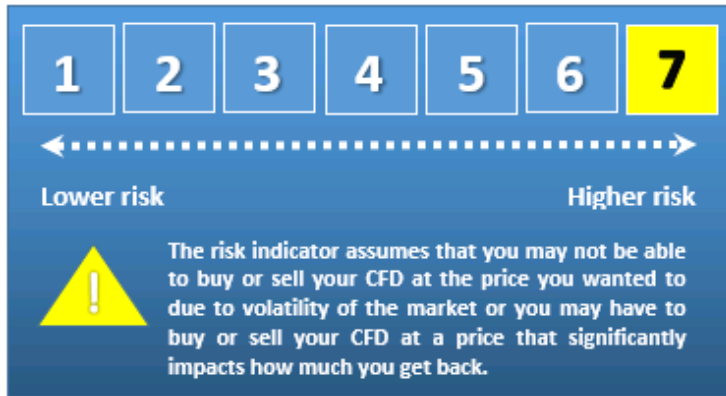 1 2 3 4 5 6 7
Lower risk Higher risk
!
The risk indicator assumes that you may not be able
to buy or sell your CFD at the price you wanted to
due to volatility of the market or you may have to
buy or sell your CFD at a price that significantly
impacts how much you get back.